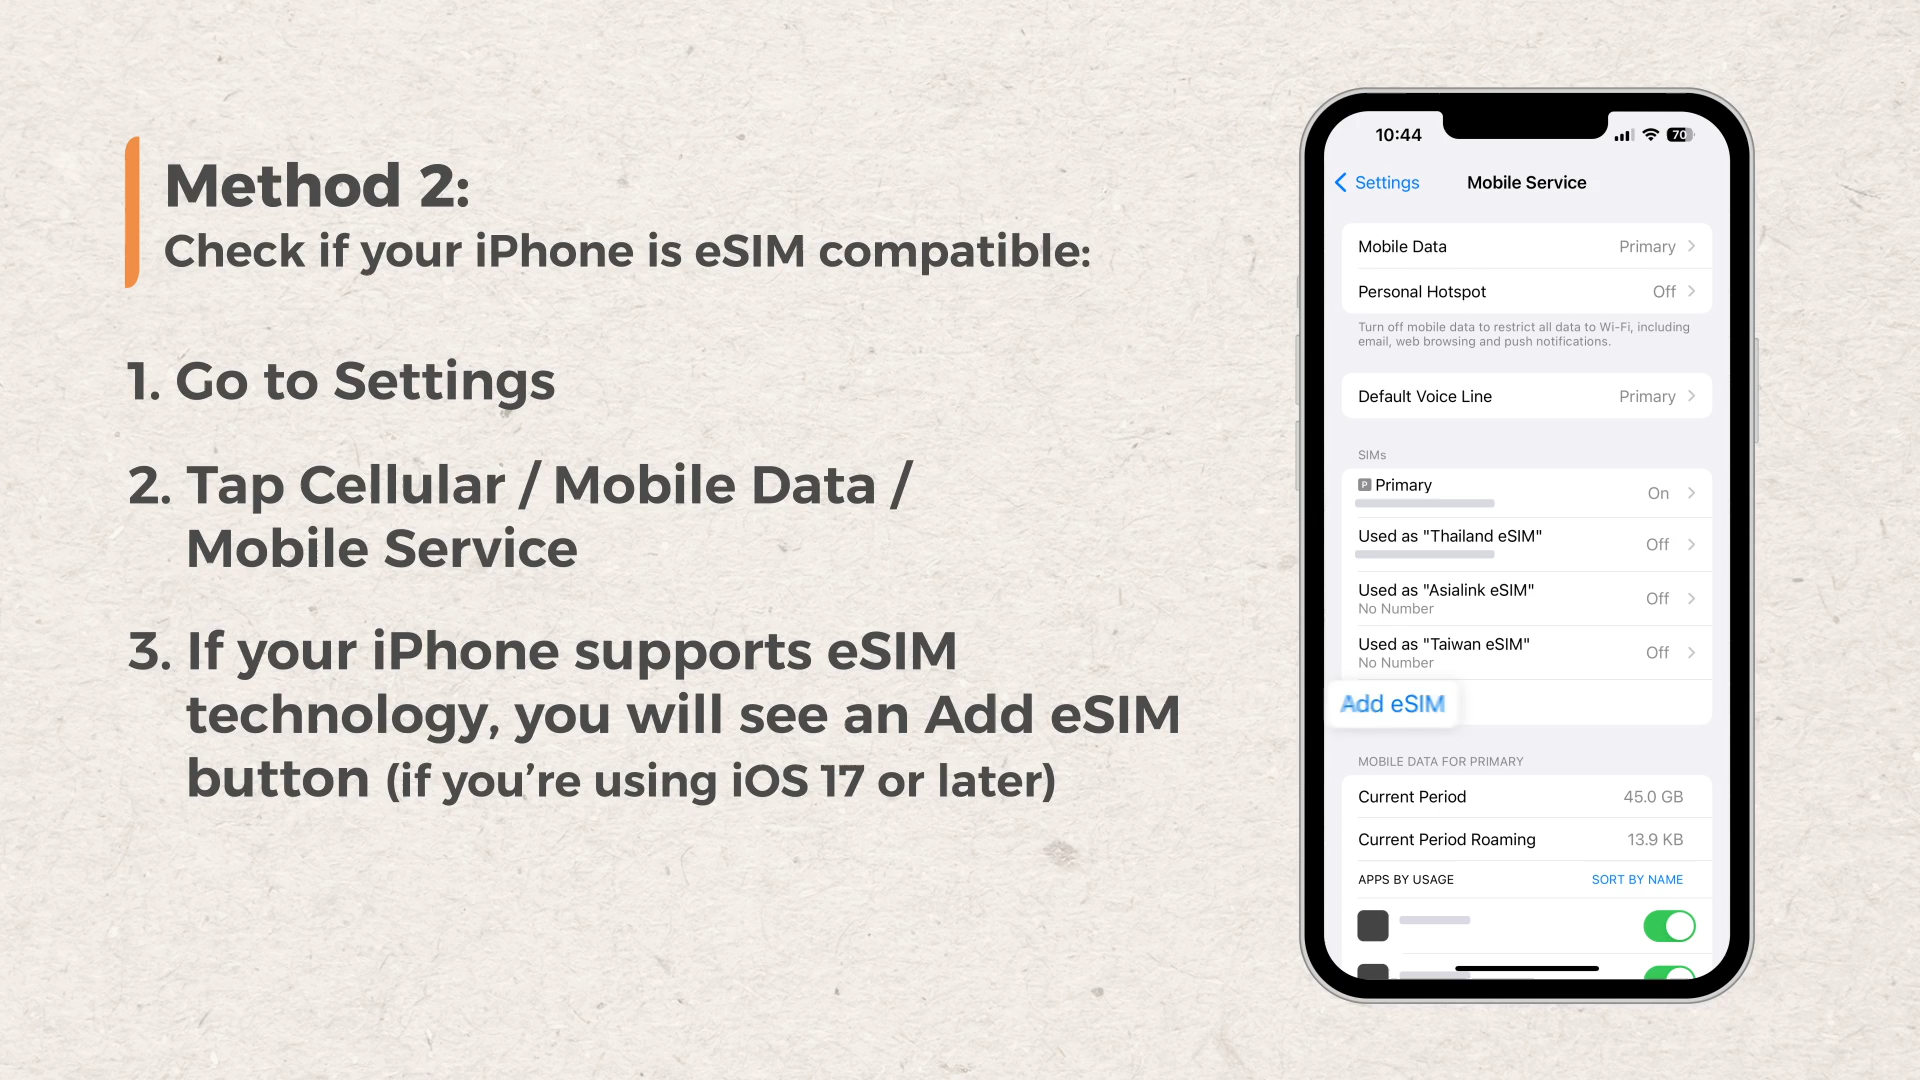 Method 2:
Check if your iPhone is eSIM compatible:
1. Go to Settings
2. Tap Cellular / Mobile Data /
Mobile Service
3. If your iPhone supports eSIM
technology, you will see an Add eSIM
button (if you’re using iOS 17 or later)
10:44
70
Settings
Mobile Service
Mobile Data Primary
Personal Hotspot Off
Turn off mobile data to restrict all data to Wi-Fi, including
email, web browsing and push notifications.
Default Voice Line Primary
SIMs
P Primary On
Used as "Thailand eSIM" Off
Used as "Asialink eSIM" Off
No Number
Used as "Taiwan eSIM" Off
No Number
Add eSIM
MOBILE DATA FOR PRIMARY
Current Period 45.0 GB
Current Period Roaming 13.9 KB
APPS BY USAGE SORT BY NAME